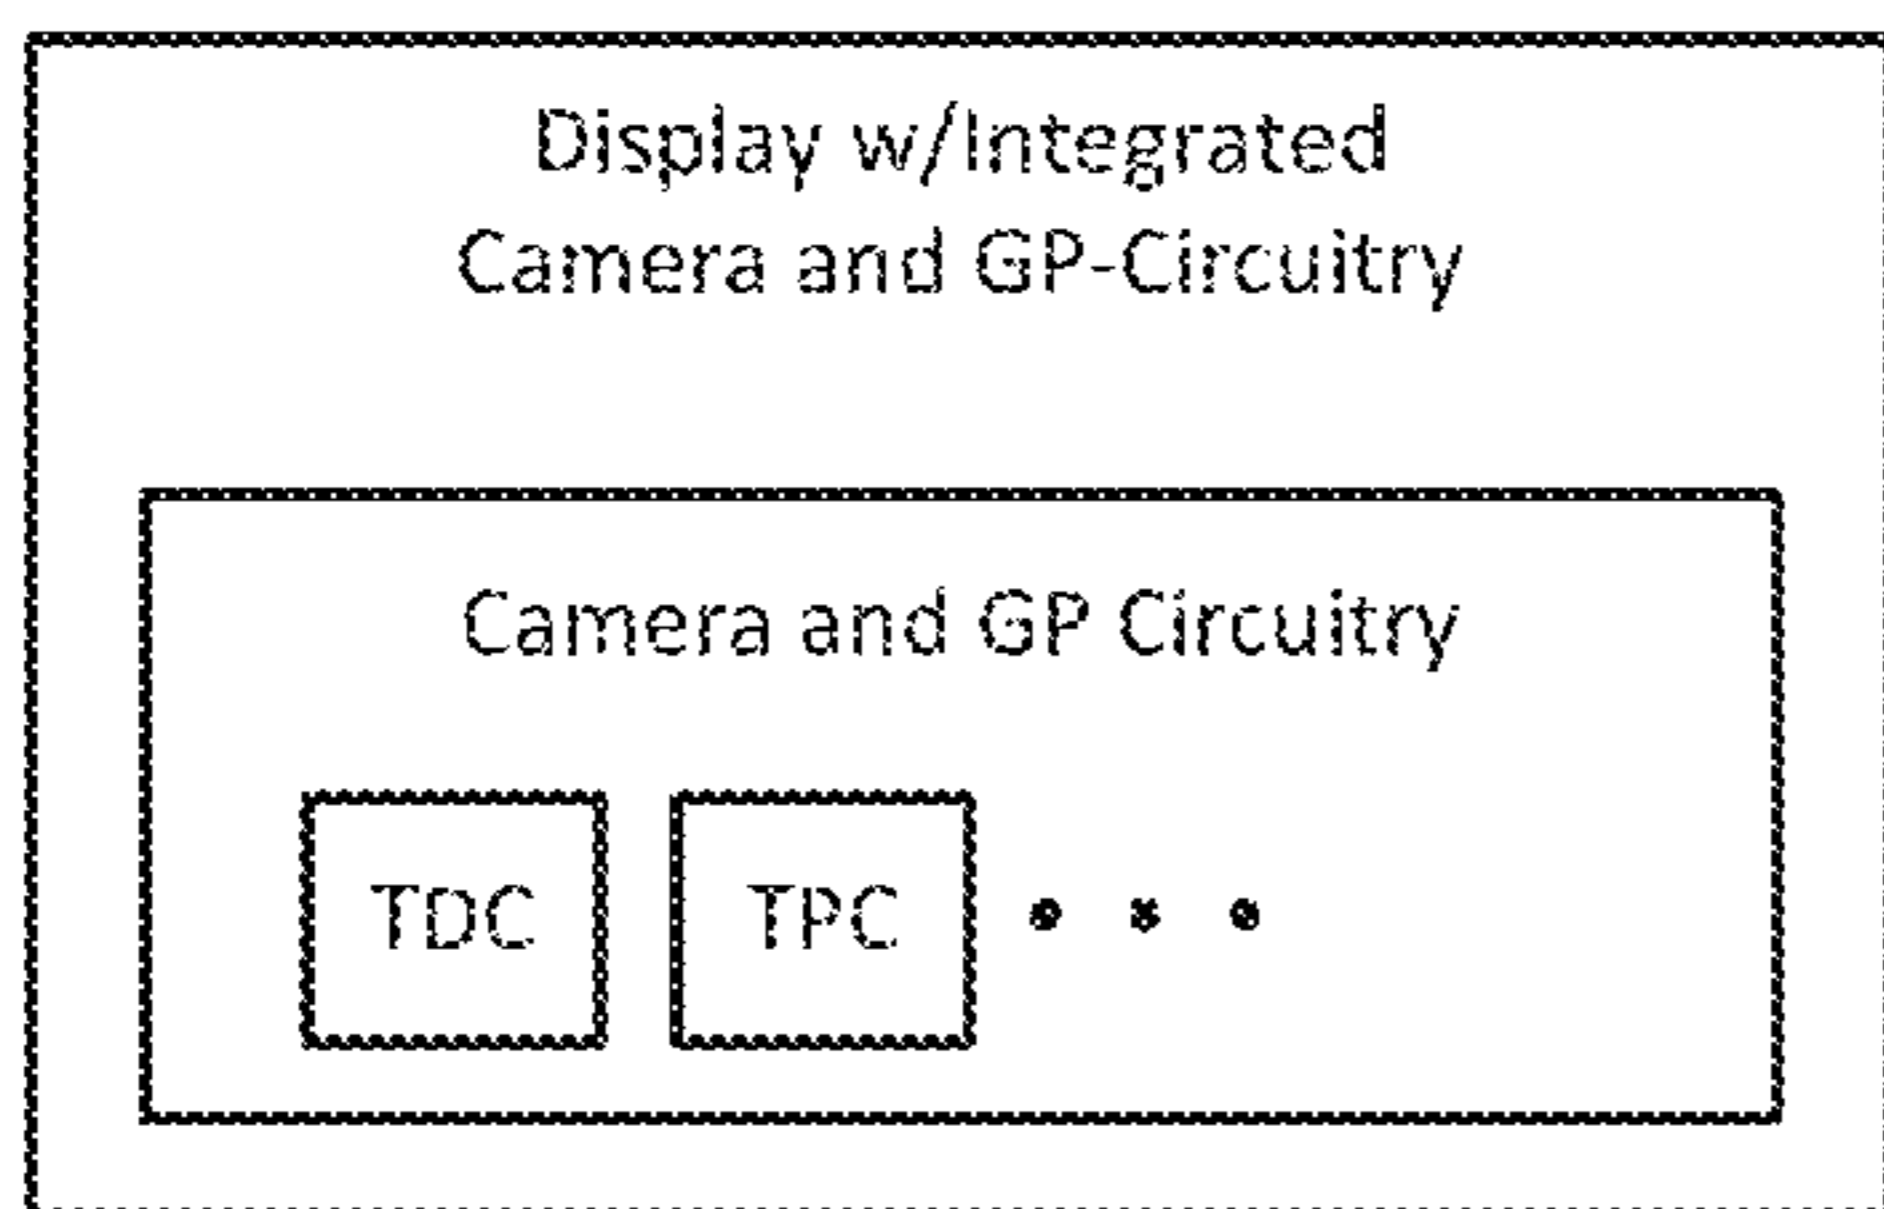 Display w/Integrated
Camera and GP-Circuitry
Camera and GP Circuitry
TDC TPC • • •